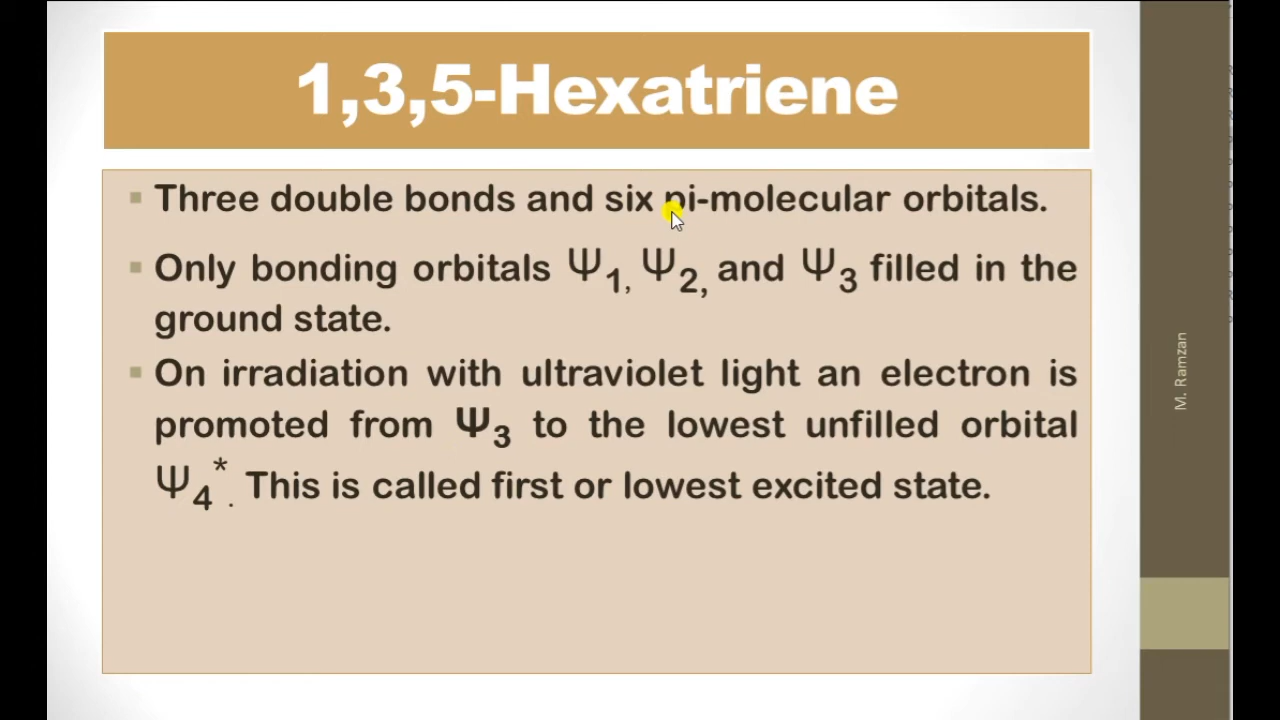 1,3,5-Hexatriene
▪ Three double bonds and six pi-molecular orbitals.
▪ Only bonding orbitals Ψ₁, Ψ₂, and Ψ₃ filled in the
ground state.
▪ On irradiation with ultraviolet light an electron is
promoted from Ψ₃ to the lowest unfilled orbital
Ψ₄*. This is called first or lowest excited state.
M. Ramzan